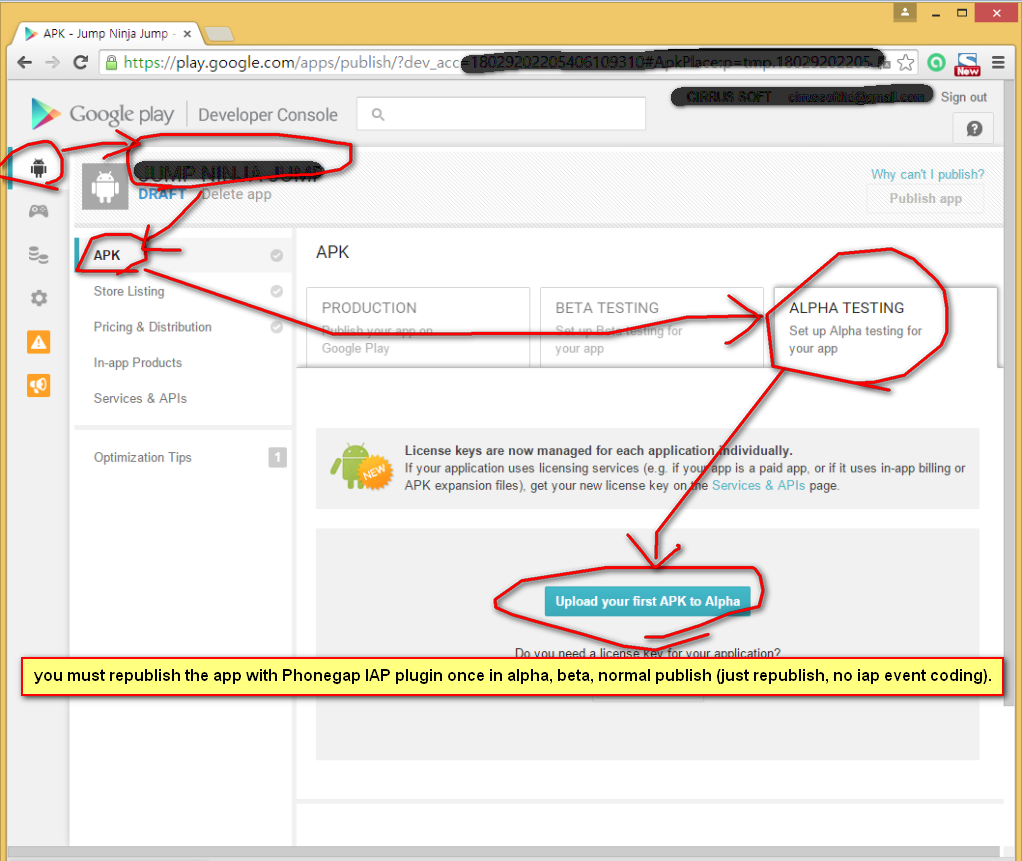 APK - Jump Ninja Jump -
https://play.google.com/apps/publish/?dev_acc=
New
Google play Developer Console
Sign out
JUMP NINJA JUMP
DRAFT Delete app
Why can't I publish?
Publish app
APK
Store Listing
Pricing & Distribution
In-app Products
Services & APIs
Optimization Tips 1
APK
PRODUCTION
Publish your app on
Google Play
BETA TESTING
Set up Beta testing for
your app
ALPHA TESTING
Set up Alpha testing for
your app
NEW
License keys are now managed for each application individually.
If your application uses licensing services (e.g. if your app is a paid app, or if it uses in-app billing or
APK expansion files), get your new license key on the Services & APIs page.
Upload your first APK to Alpha
Do you need a license key for your application?
you must republish the app with Phonegap IAP plugin once in alpha, beta, normal publish (just republish, no iap event coding).